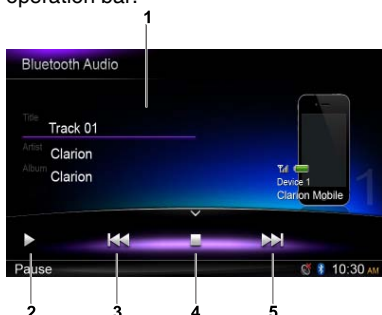 operation bar.
1
Bluetooth Audio
Title
Track 01
Artist
Clarion
Album
Clarion
Device 1
Clarion Mobile
1
Pause
10:30 AM
2 3 4 5